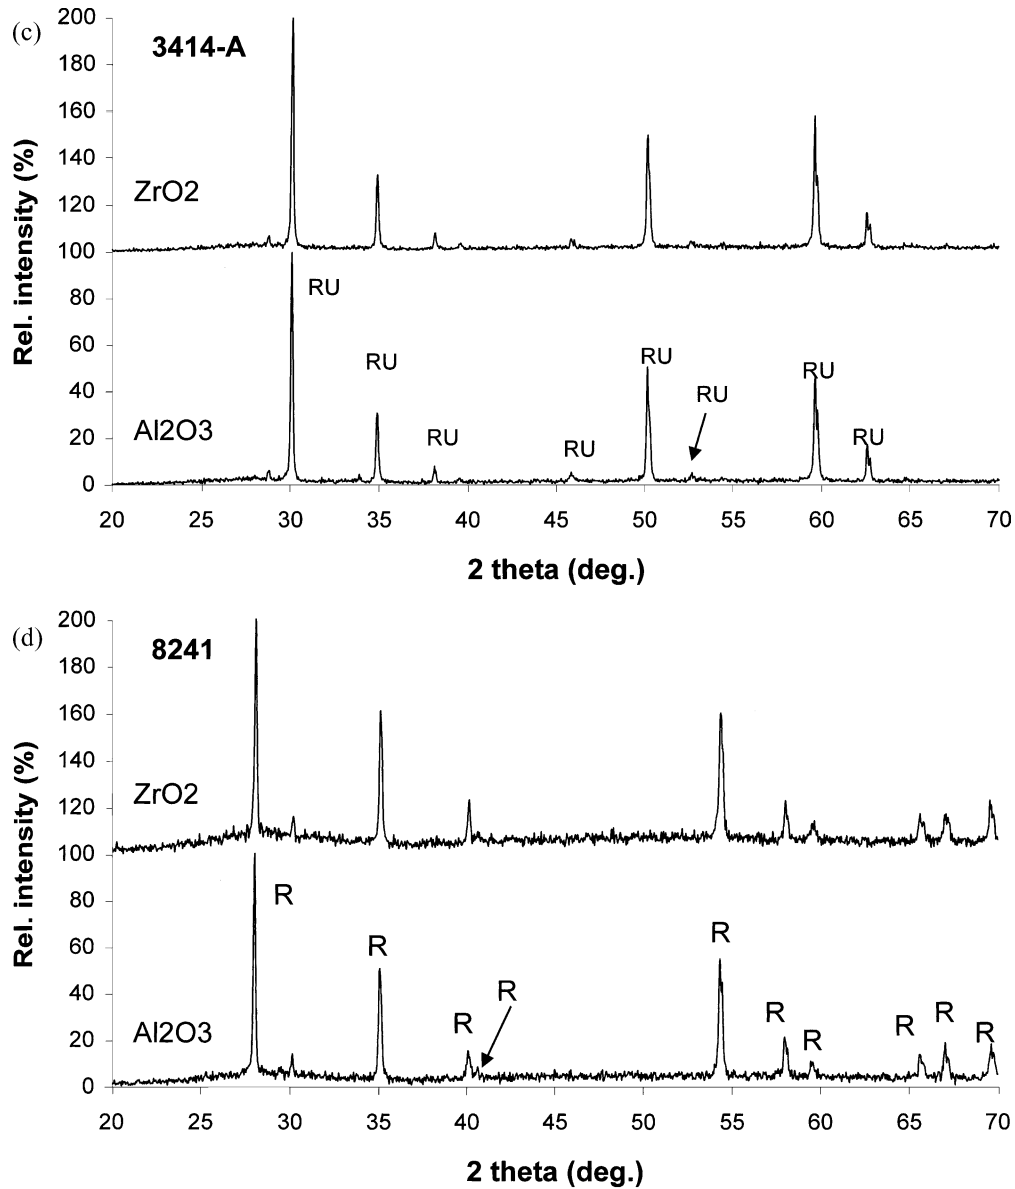 (c)
3414-A
Rel. intensity (%)
200
180
160
140
120
100
80
60
40
20
0
ZrO2
Al2O3
RU
RU
RU
RU
RU
RU
RU
RU
20 25 30 35 40 45 50 55 60 65 70
2 theta (deg.)
(d)
8241
Rel. intensity (%)
200
180
160
140
120
100
80
60
40
20
0
ZrO2
Al2O3
R
R
R
R
R
R
R
R
R
R
20 25 30 35 40 45 50 55 60 65 70
2 theta (deg.)